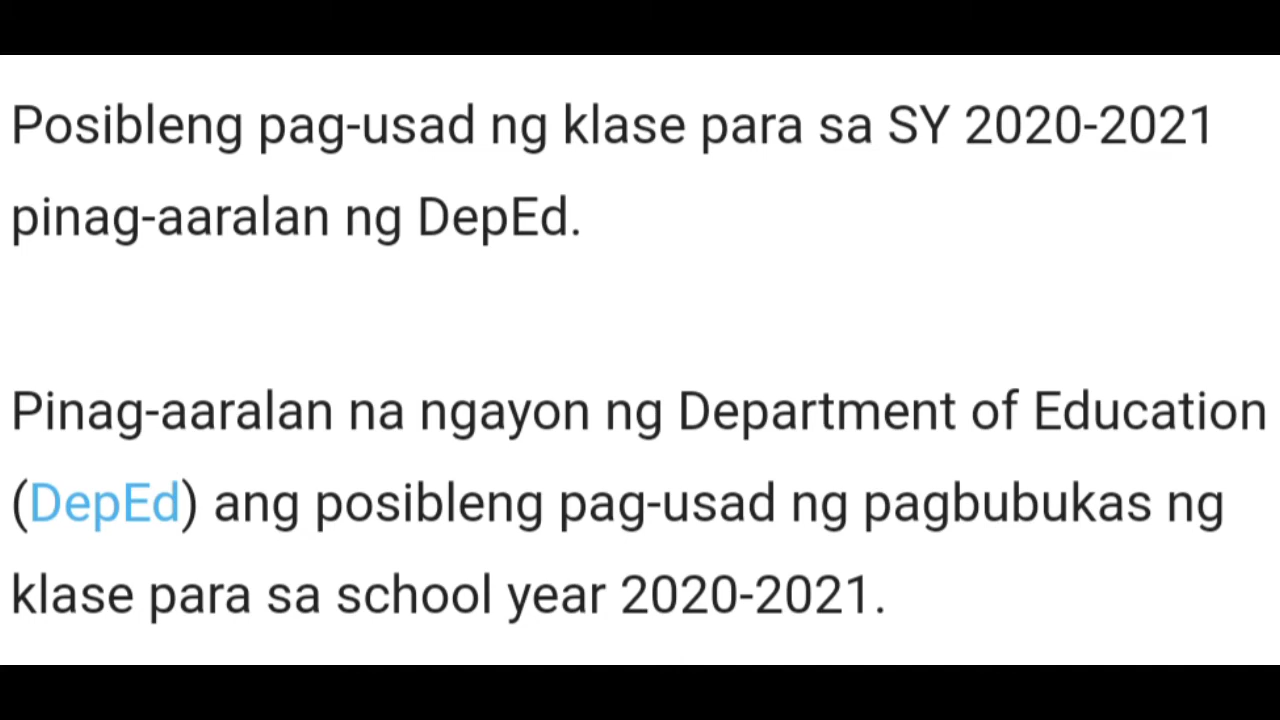 Posibleng pag-usad ng klase para sa SY 2020-2021
pinag-aaralan ng DepEd.
Pinag-aaralan na ngayon ng Department of Education
(DepEd) ang posibleng pag-usad ng pagbubukas ng
klase para sa school year 2020-2021.